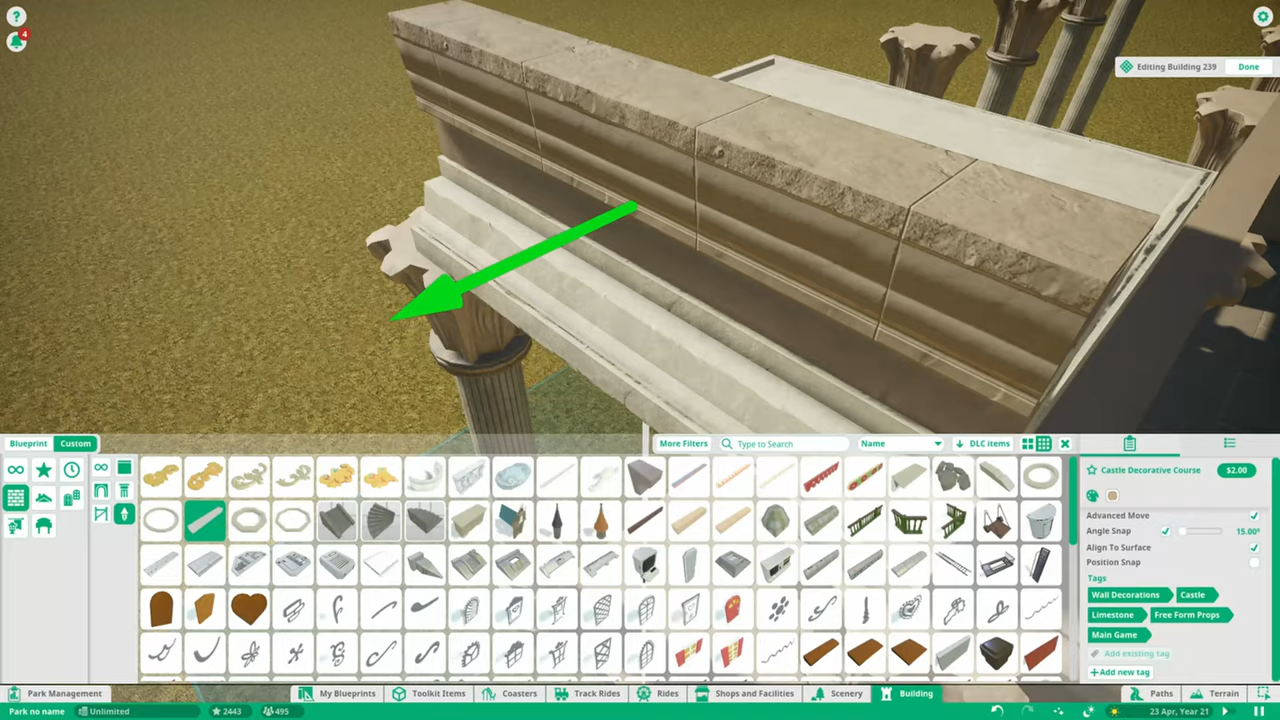 ?
4
Editing Building 239
Done
Blueprint
Custom
More Filters
Type to Search
Name
DLC items
Castle Decorative Course
$2.00
Advanced Move
Angle Snap
15.00°
Align To Surface
Position Snap
Tags
Wall Decorations
Castle
Limestone
Free Form Props
Main Game
Add existing tag
+Add new tag
Park Management
My Blueprints
Toolkit Items
Coasters
Track Rides
Rides
Shops and Facilities
Scenery
Building
Paths
Terrain
Park no name
Unlimited
2443
495
23 Apr, Year 21